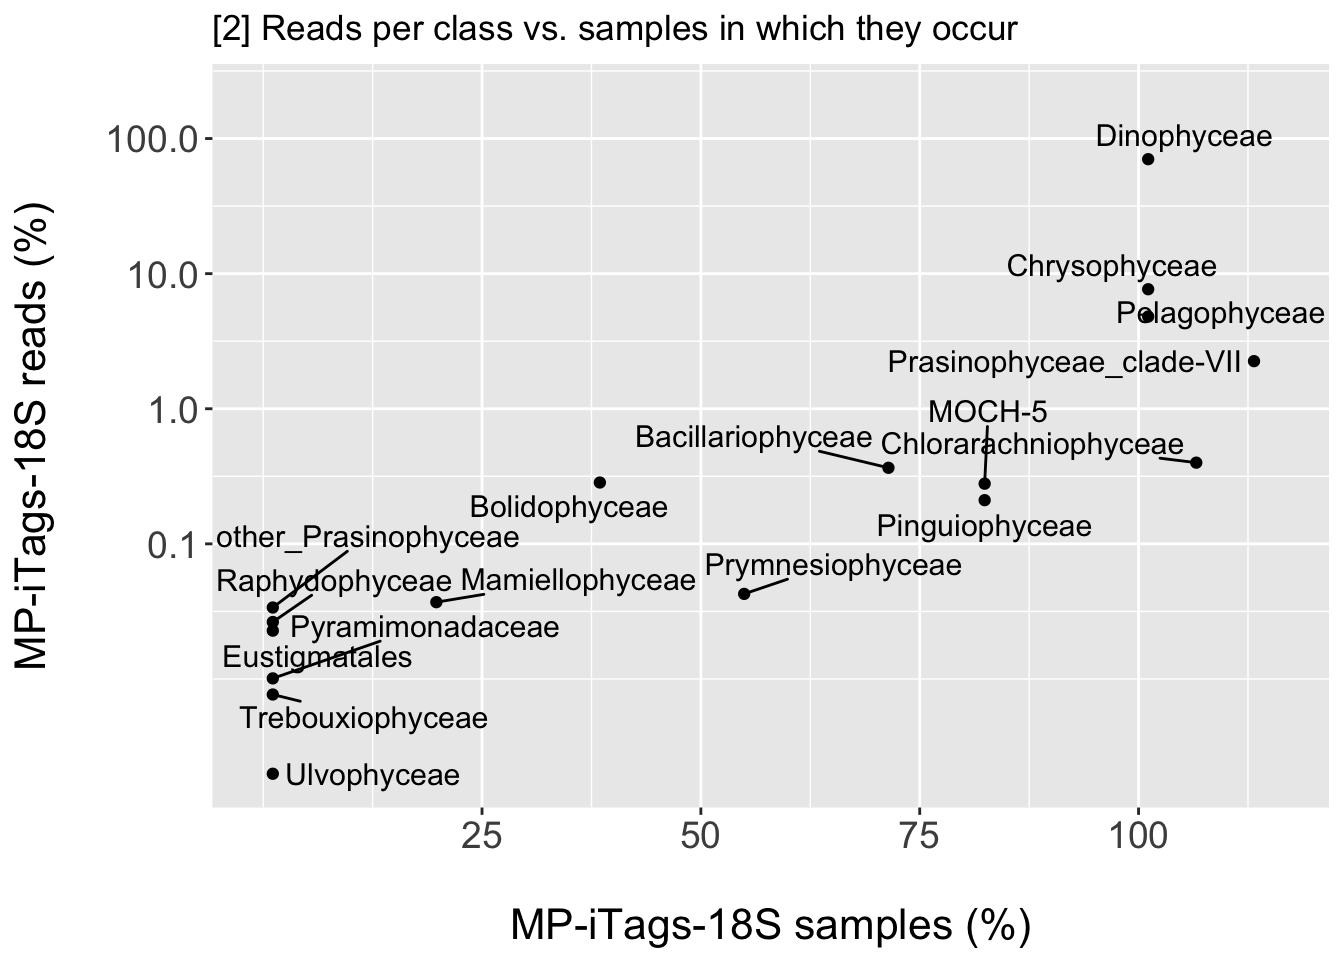 [2] Reads per class vs. samples in which they occur
MP-iTags-18S reads (%)
100.0
10.0
1.0
0.1
Dinophyceae
Chrysophyceae
Pelagophyceae
Prasinophyceae_clade-VII
MOCH-5
Bacillariophyceae
Chlorarachniophyceae
Bolidophyceae
Pinguiophyceae
other_Prasinophyceae
Prymnesiophyceae
Raphydophyceae
Mamiellophyceae
Pyramimonadaceae
Eustigmatales
Trebouxiophyceae
Ulvophyceae
25
50
75
100
MP-iTags-18S samples (%)